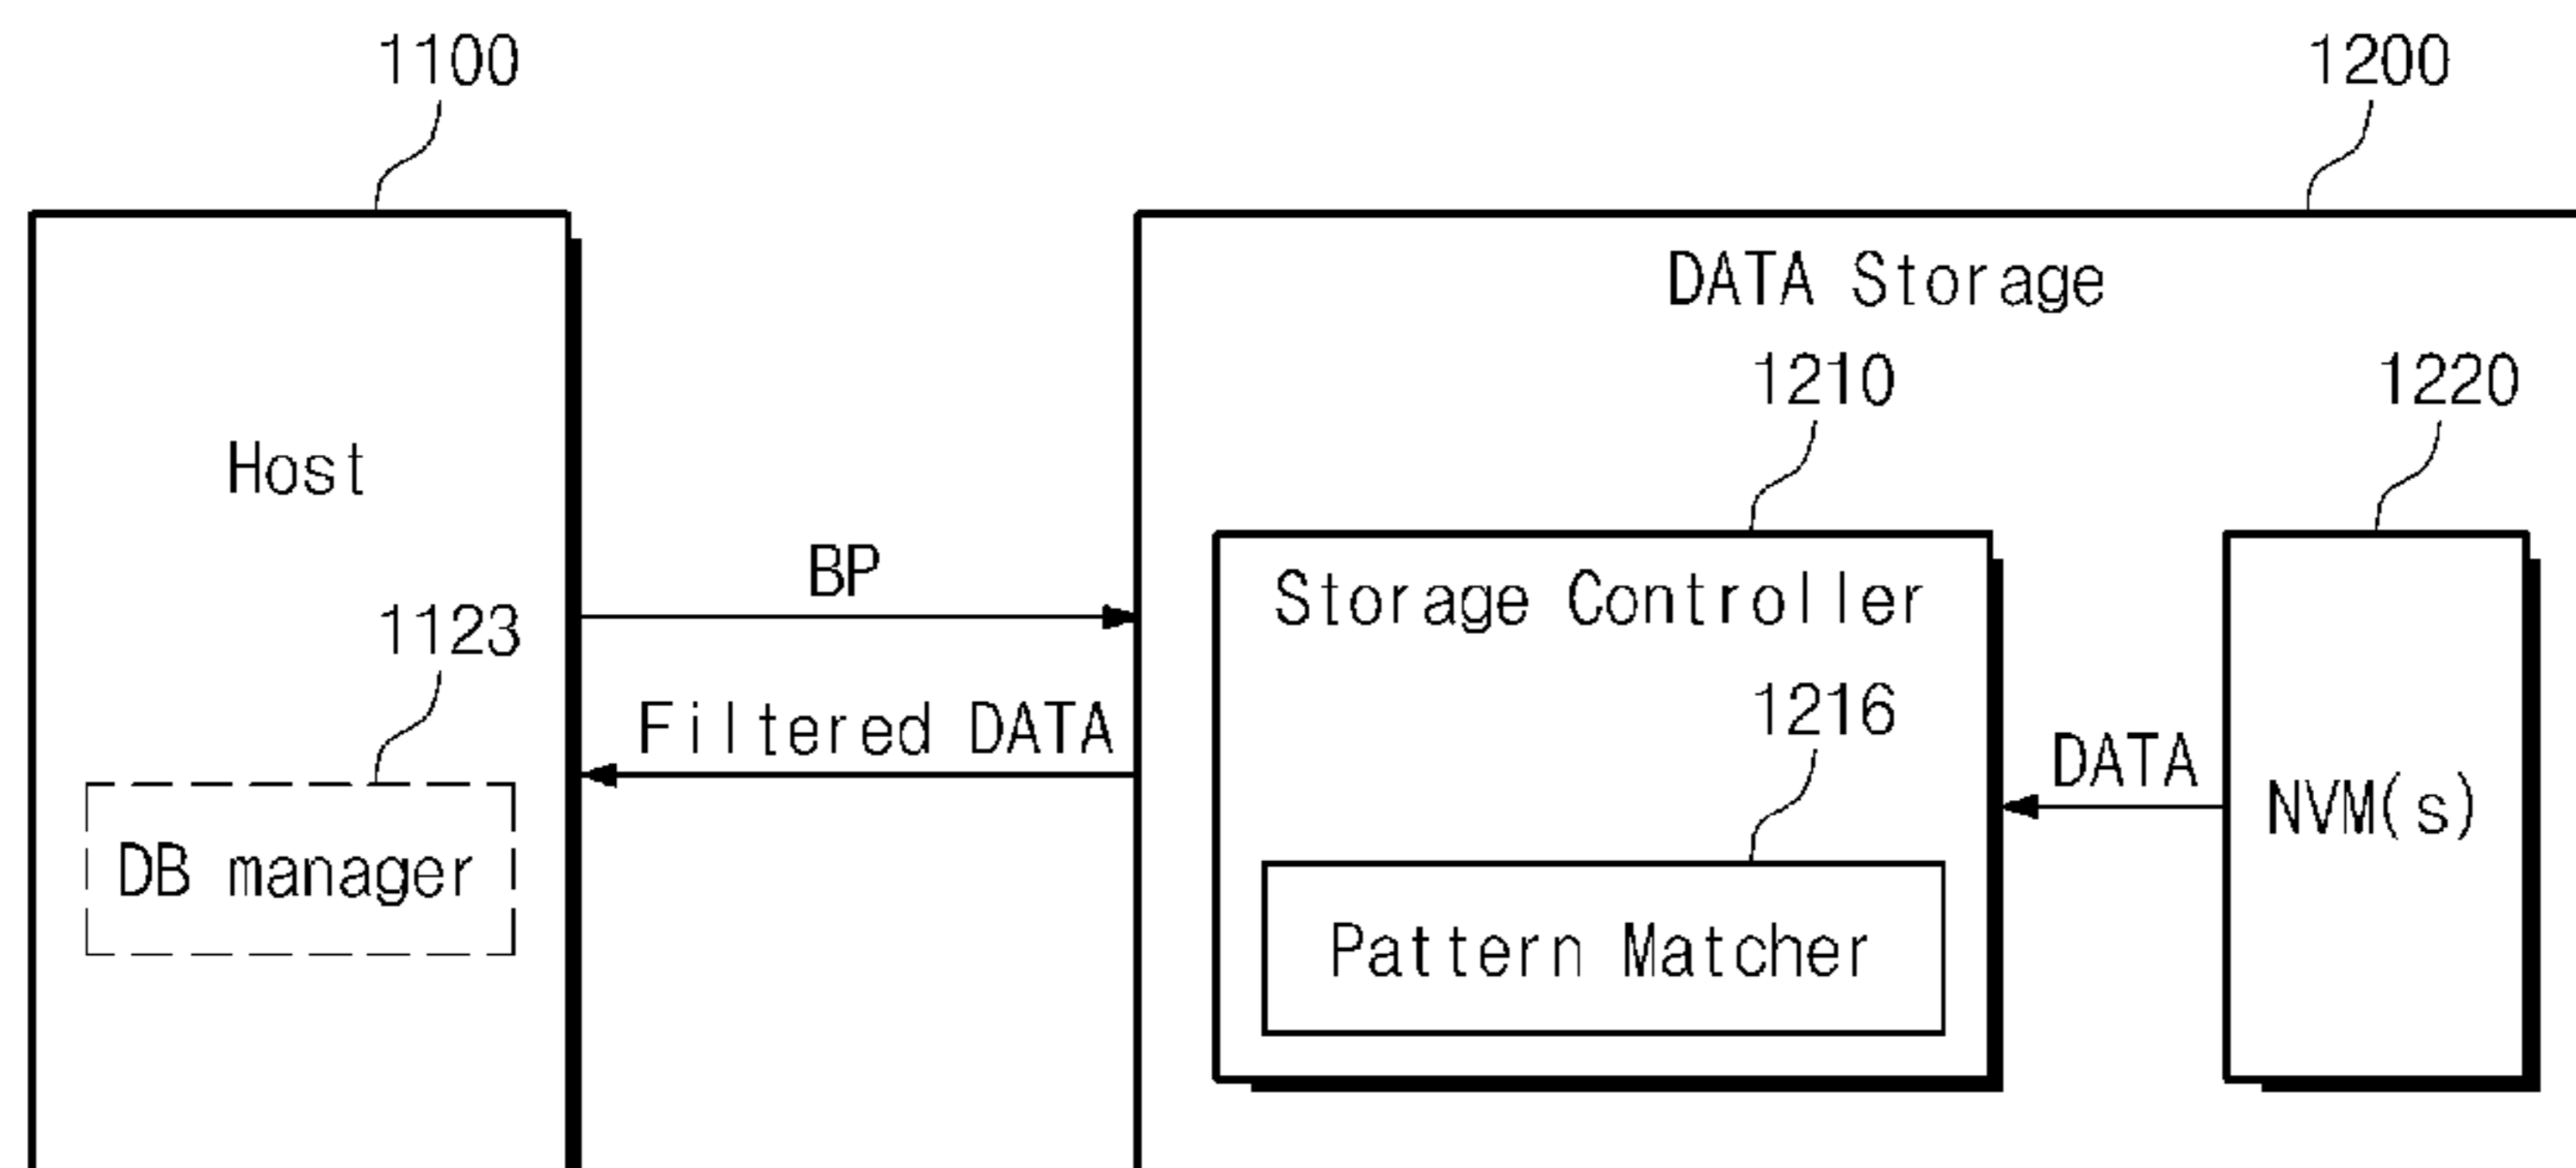 1100
1200
DATA Storage
1210
1220
Host
BP
Storage Controller
1123
1216
Filtered DATA
DATA
NVM(s)
DB manager
Pattern Matcher